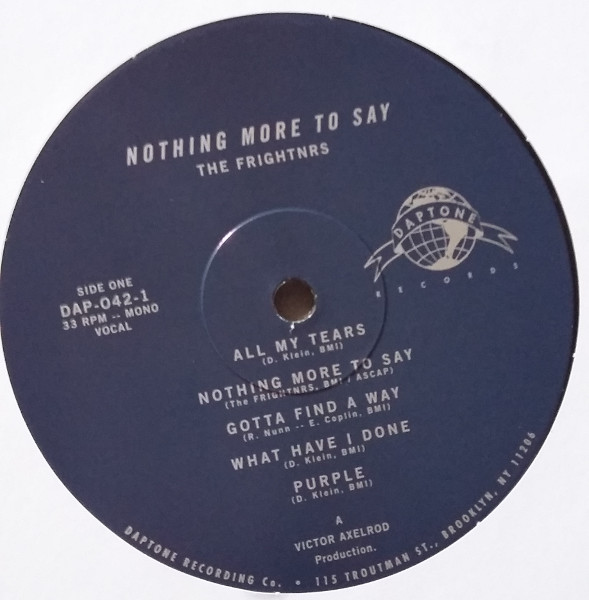 NOTHING MORE TO SAY
THE FRIGHTNRS
DAPTONE
RECORDS
SIDE ONE
DAP-042-1
33 RPM -- MONO
VOCAL
ALL MY TEARS
(D. Klein, BMI)
NOTHING MORE TO SAY
(The FRIGHTNRS, BMI / ASCAP)
GOTTA FIND A WAY
(R. Nunn -- E. Coplin, BMI)
WHAT HAVE I DONE
(D. Klein, BMI)
PURPLE
(D. Klein, BMI)
A
VICTOR AXELROD
Production.
DAPTONE RECORDING Co. • 115 TROUTMAN ST., BROOKLYN, NY 11206